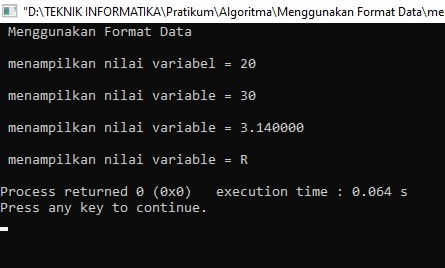 "D:\TEKNIK INFORMATIKA\Pratikum\Algoritma\Menggunakan Format Data\me
Menggunakan Format Data
menampilkan nilai variabel = 20
menampilkan nilai variable = 30
menampilkan nilai variable = 3.140000
menampilkan nilai variable = R
Process returned 0 (0x0)   execution time : 0.064 s
Press any key to continue.